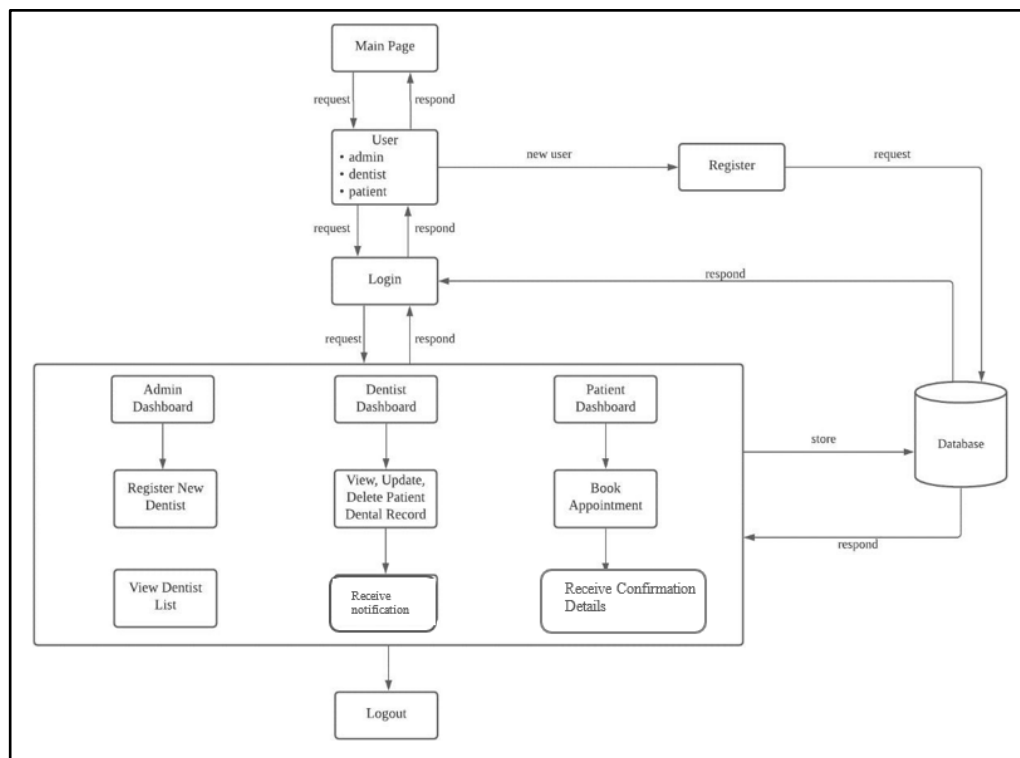 Main Page
request
respond
User
• admin
• dentist
• patient
new user
Register
request
request
respond
Login
respond
request
respond
Admin
Dashboard
Dentist
Dashboard
Patient
Dashboard
Register New
Dentist
View, Update,
Delete Patient
Dental Record
Book
Appointment
store
Database
respond
View Dentist
List
Receive
notification
Receive Confirmation
Details
Logout